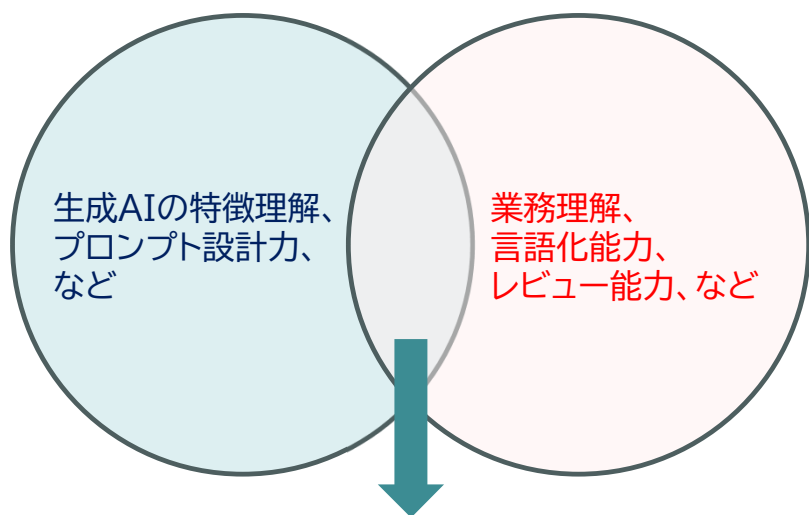 生成AIの特徴理解、
プロンプト設計力、
など
業務理解、
言語化能力、
レビュー能力、など